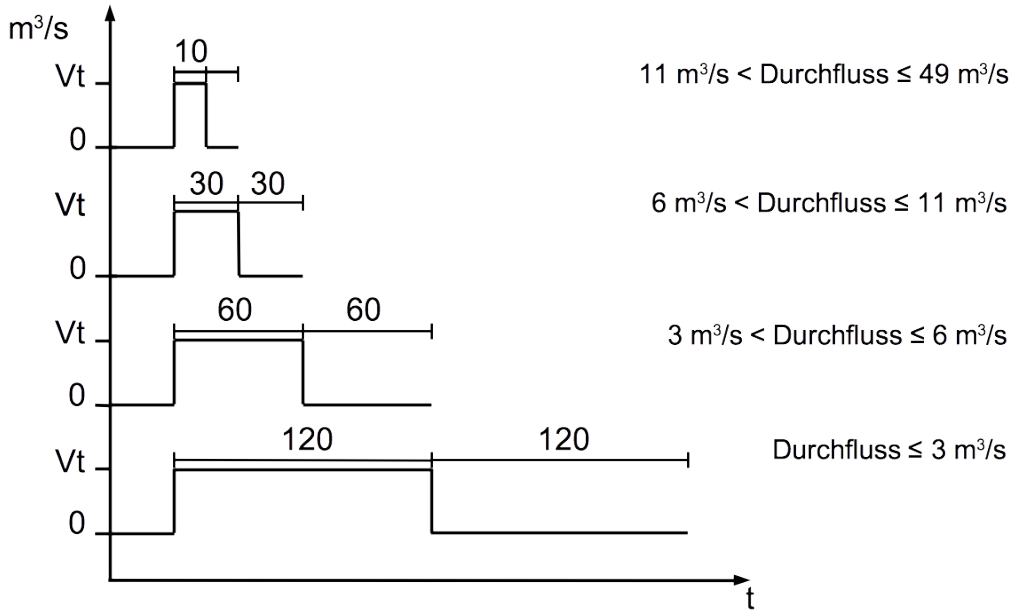 m³/s
10
Vt
11 m³/s < Durchfluss ≤ 49 m³/s
0
30 30
Vt
6 m³/s < Durchfluss ≤ 11 m³/s
0
60 60
Vt
3 m³/s < Durchfluss ≤ 6 m³/s
0
120 120
Vt
Durchfluss ≤ 3 m³/s
0
t